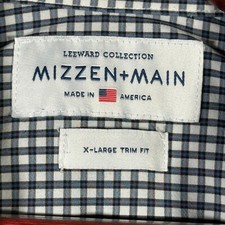 LEEWARD COLLECTION
MIZZEN+MAIN
MADE IN AMERICA
X-LARGE TRIM FIT